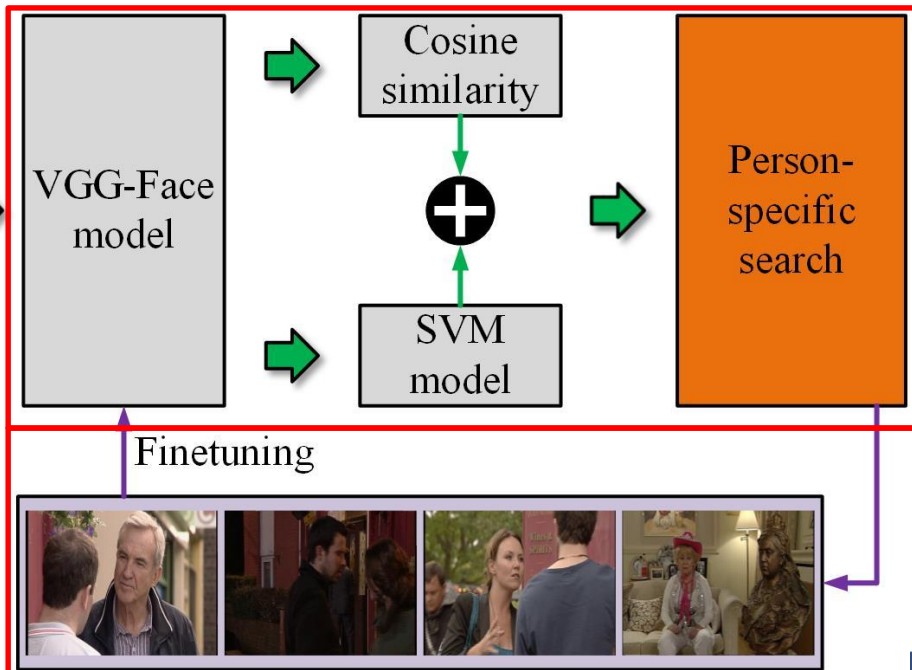 VGG-Face
model
Cosine
similarity
SVM
model
Person-
specific
search
Finetuning